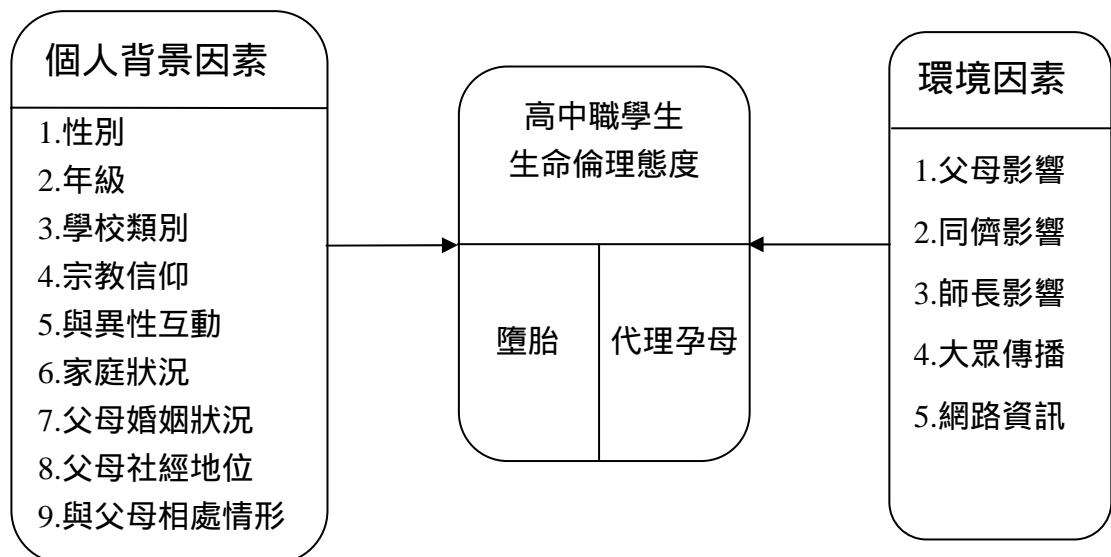 個人背景因素
1.性別
2.年級
3.學校類別
4.宗教信仰
5.與異性互動
6.家庭狀況
7.父母婚姻狀況
8.父母社經地位
9.與父母相處情形
高中職學生
生命倫理態度
墮胎
代理孕母
環境因素
1.父母影響
2.同儕影響
3.師長影響
4.大眾傳播
5.網路資訊